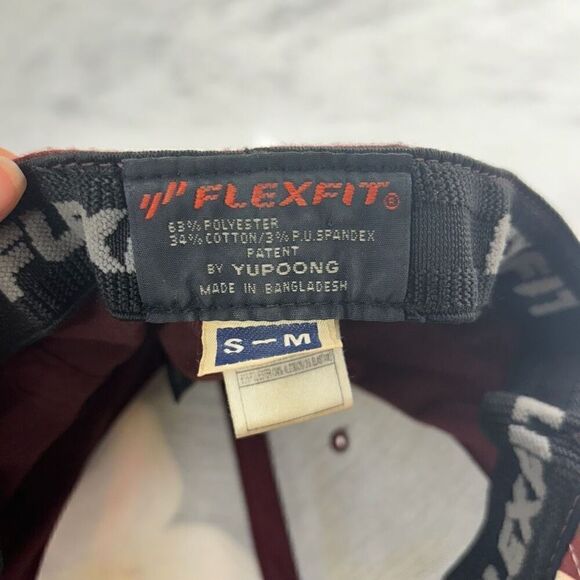 FLEXFIT®
63% POLYESTER
34% COTTON/3% P.U.SPANDEX
PATENT
BY YUPOONG
MADE IN BANGLADESH
S-M